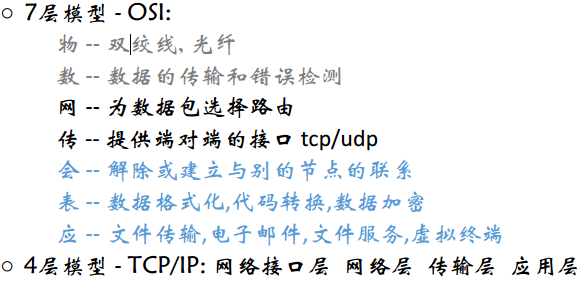 ○ 7层模型 - OSI:
物 -- 双绞线, 光纤
数 -- 数据的传输和错误检测
网 -- 为数据包选择路由
传 -- 提供端对端的接口 tcp/udp
会 -- 解除或建立与别的节点的联系
表 -- 数据格式化,代码转换,数据加密
应 -- 文件传输,电子邮件,文件服务,虚拟终端
○ 4层模型 - TCP/IP: 网络接口层 网络层 传输层 应用层